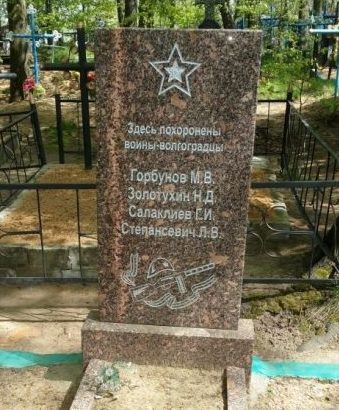 Здесь похоронены
воины-волгоградцы
Горбунов М.В.
Золотухин Н.Д.
Салаклиев Г.И.
Степансевич Л.В.